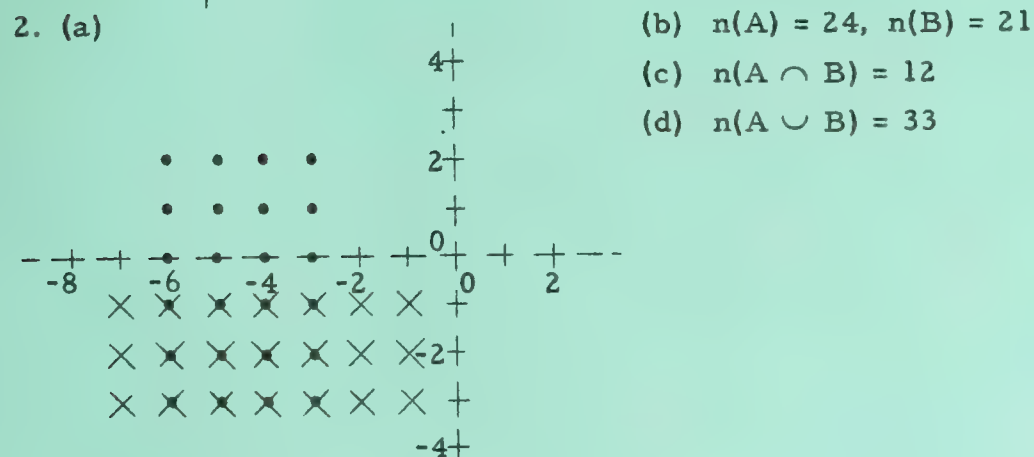 2. (a)
(b) n(A) = 24, n(B) = 21
(c) n(A ∩ B) = 12
(d) n(A ∪ B) = 33
4
2
0
-8 -6 -4 -2 0 2
-2
-4